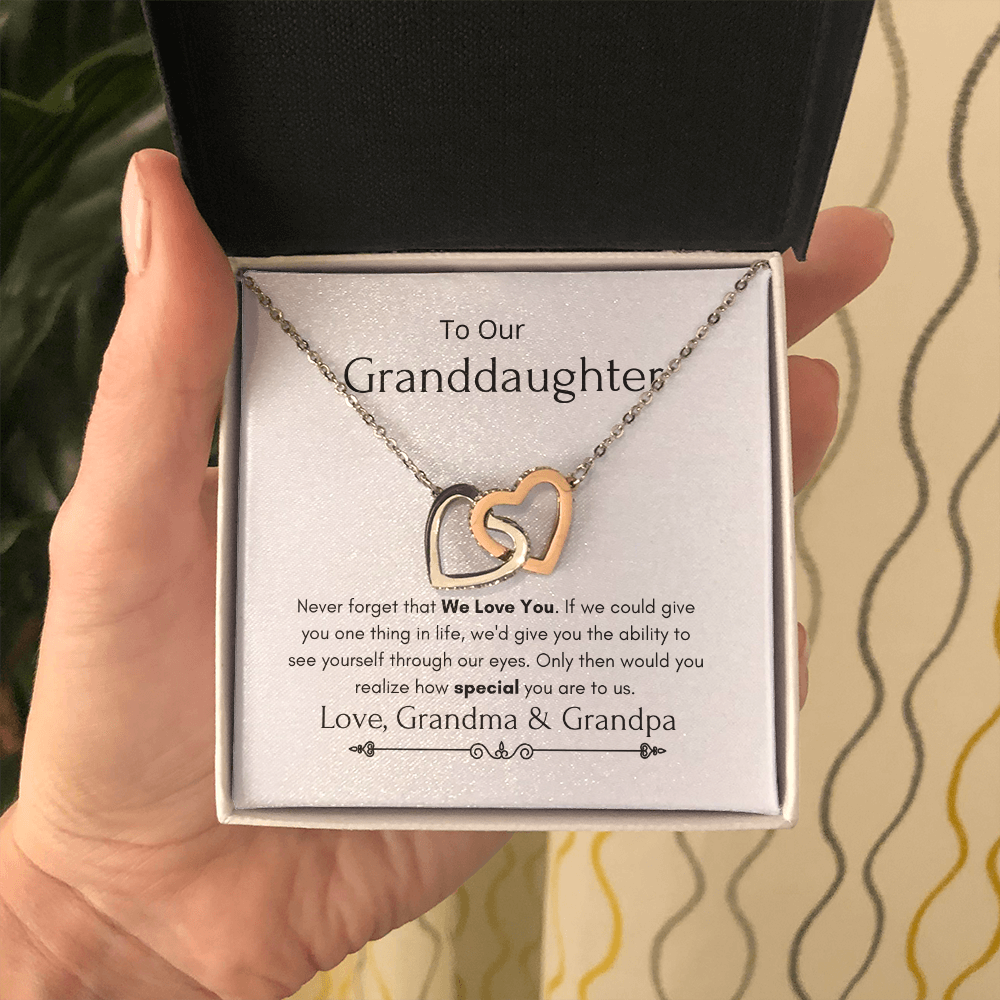 To Our
Granddaughter
Never forget that We Love You. If we could give
you one thing in life, we'd give you the ability to
see yourself through our eyes. Only then would you
realize how special you are to us.
Love, Grandma & Grandpa